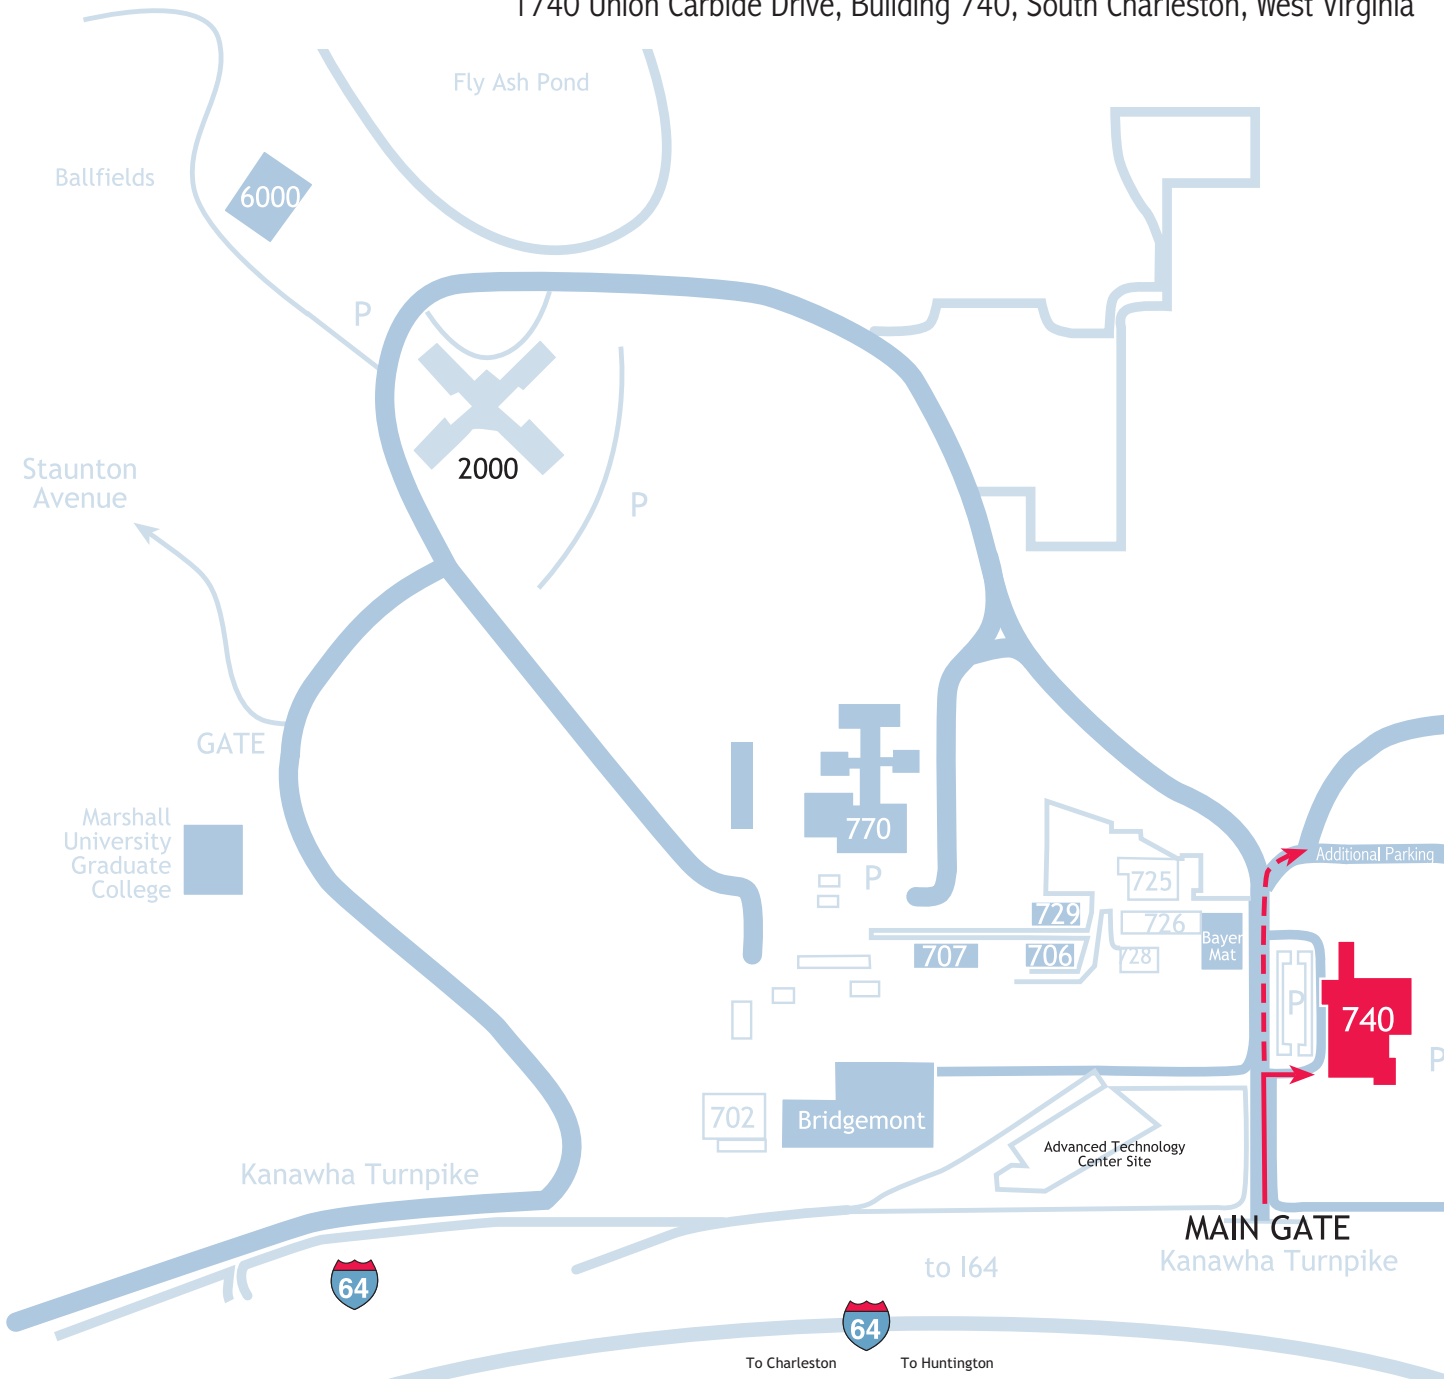 1740 Union Carbide Drive, Building 740, South Charleston, West Virginia
Fly Ash Pond
Ballfields
6000
P
2000
Staunton
Avenue
P
GATE
Marshall
University
Graduate
College
770
P
Additional Parking
725
729
726
707
706
728
Bayer
Mat
P
740
P
702
Bridgemont
Advanced Technology
Center Site
Kanawha Turnpike
MAIN GATE
Kanawha Turnpike
to I64
64
64
To Charleston
To Huntington